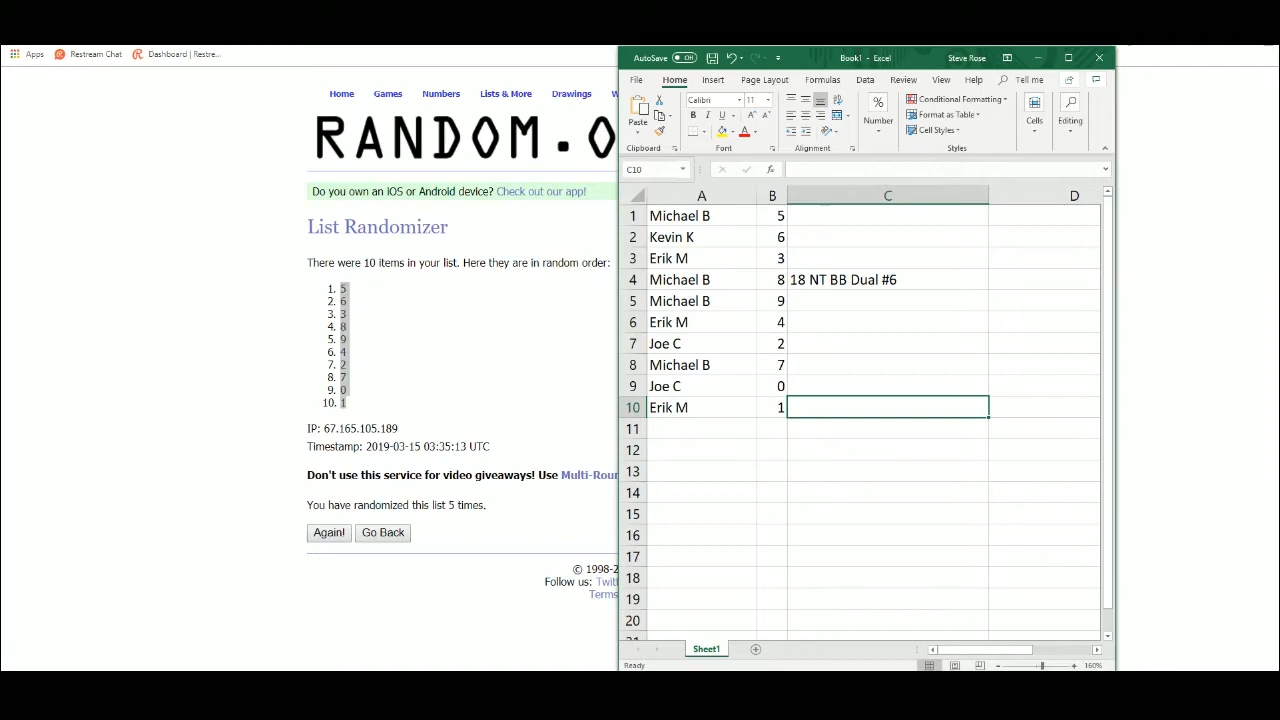 Apps Restream Chat Dashboard | Restre...
Home Games Numbers Lists & More Drawings W
RANDOM.O
Do you own an iOS or Android device? Check out our app!
List Randomizer
There were 10 items in your list. Here they are in random order:
1. 5
2. 6
3. 3
4. 8
5. 9
6. 4
7. 2
8. 7
9. 0
10. 1
IP: 67.165.105.189
Timestamp: 2019-03-15 03:35:13 UTC
Don't use this service for video giveaways! Use Multi-Roun
You have randomized this list 5 times.
Again! Go Back
© 1998-2
Follow us: Twitt
Terms
AutoSave Off Book1 - Excel Steve Rose
File Home Insert Page Layout Formulas Data Review View Help Tell me
Paste Calibri 11 Number Conditional Formatting Cells Editing
B I U A A Format as Table
Cell Styles
Clipboard Font Alignment Styles
C10 fx
A B C D
1 Michael B 5
2 Kevin K 6
3 Erik M 3
4 Michael B 8 18 NT BB Dual #6
5 Michael B 9
6 Erik M 4
7 Joe C 2
8 Michael B 7
9 Joe C 0
10 Erik M 1
11
12
13
14
15
16
17
18
19
20
21
Sheet1
Ready 160%